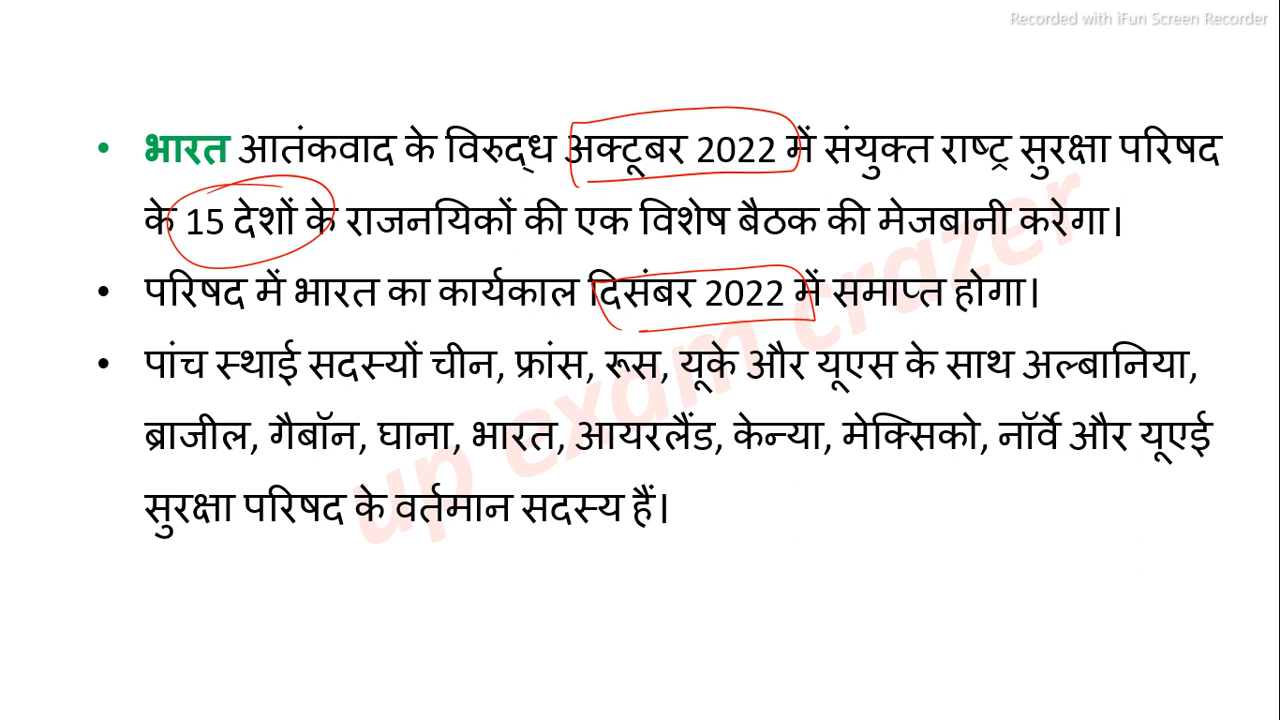 Recorded with iFun Screen Recorder
• भारत आतंकवाद के विरुद्ध अक्टूबर 2022 में संयुक्त राष्ट्र सुरक्षा परिषद
के 15 देशों के राजनयिकों की एक विशेष बैठक की मेजबानी करेगा।
• परिषद में भारत का कार्यकाल दिसंबर 2022 में समाप्त होगा।
• पांच स्थाई सदस्यों चीन, फ्रांस, रूस, यूके और यूएस के साथ अल्बानिया,
ब्राजील, गैबॉन, घाना, भारत, आयरलैंड, केन्या, मेक्सिको, नॉर्वे और यूएई
सुरक्षा परिषद के वर्तमान सदस्य हैं।
up exam crazer